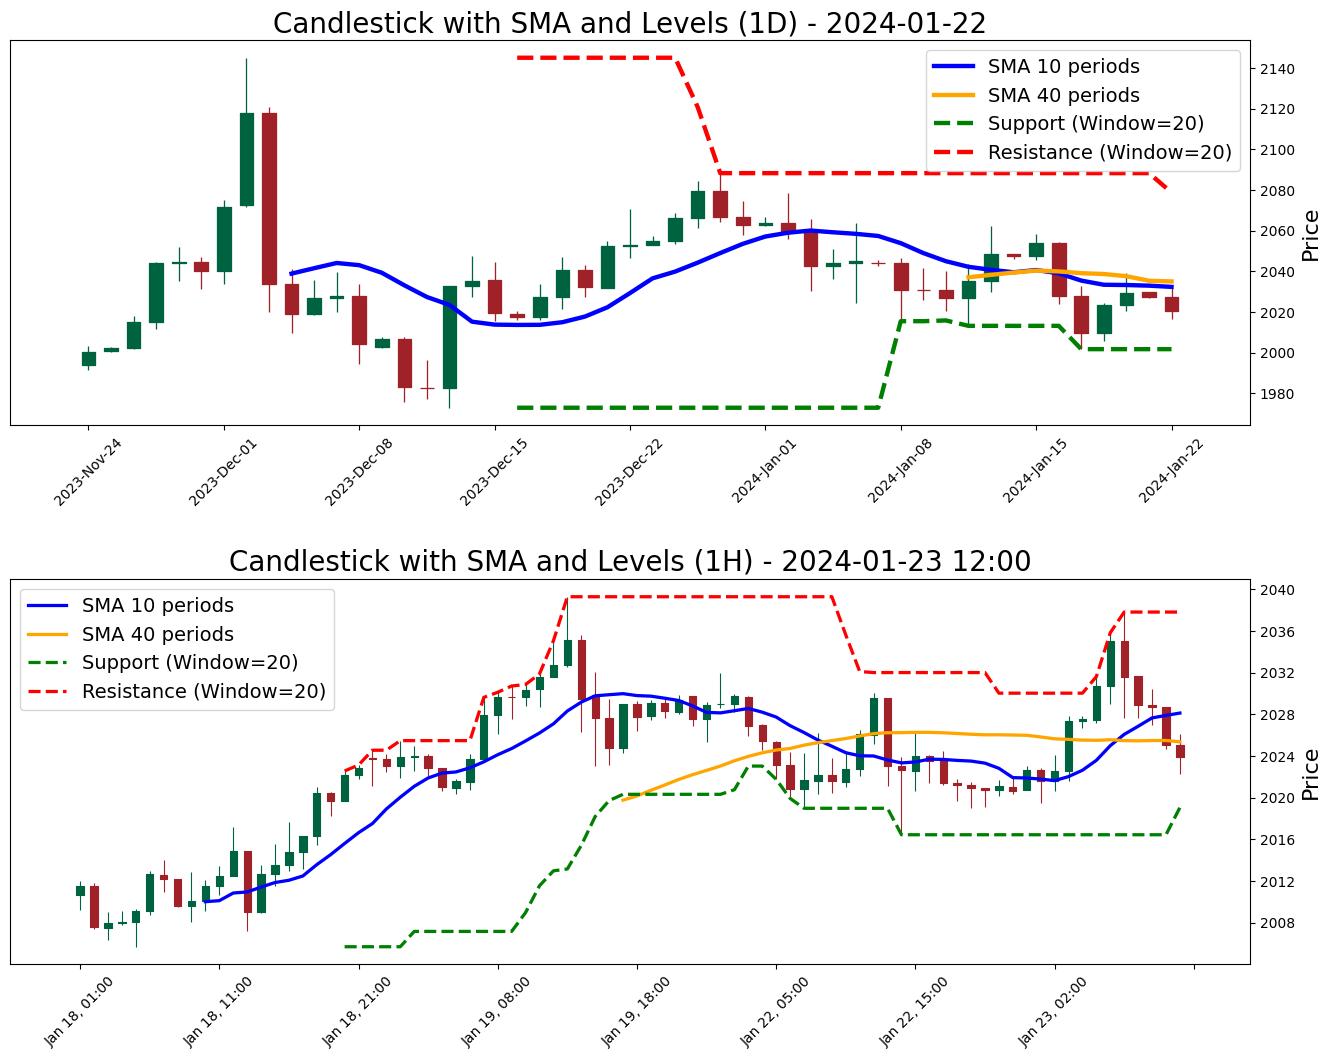 Candlestick with SMA and Levels (1D) - 2024-01-22
SMA 10 periods
SMA 40 periods
Support (Window=20)
Resistance (Window=20)
2140
2120
2100
2080
2060
2040
2020
2000
1980
Price
2023-Nov-24
2023-Dec-01
2023-Dec-08
2023-Dec-15
2023-Dec-22
2024-Jan-01
2024-Jan-08
2024-Jan-15
2024-Jan-22
Candlestick with SMA and Levels (1H) - 2024-01-23 12:00
SMA 10 periods
SMA 40 periods
Support (Window=20)
Resistance (Window=20)
2040
2036
2032
2028
2024
2020
2016
2012
2008
Price
Jan 18, 01:00
Jan 18, 11:00
Jan 18, 21:00
Jan 19, 08:00
Jan 19, 18:00
Jan 22, 05:00
Jan 22, 15:00
Jan 23, 02:00